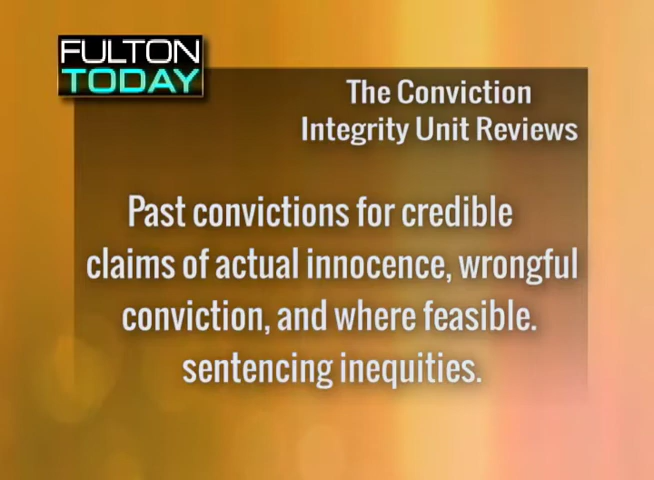 FULTON
TODAY
The Conviction
Integrity Unit Reviews
Past convictions for credible
claims of actual innocence, wrongful
conviction, and where feasible.
sentencing inequities.